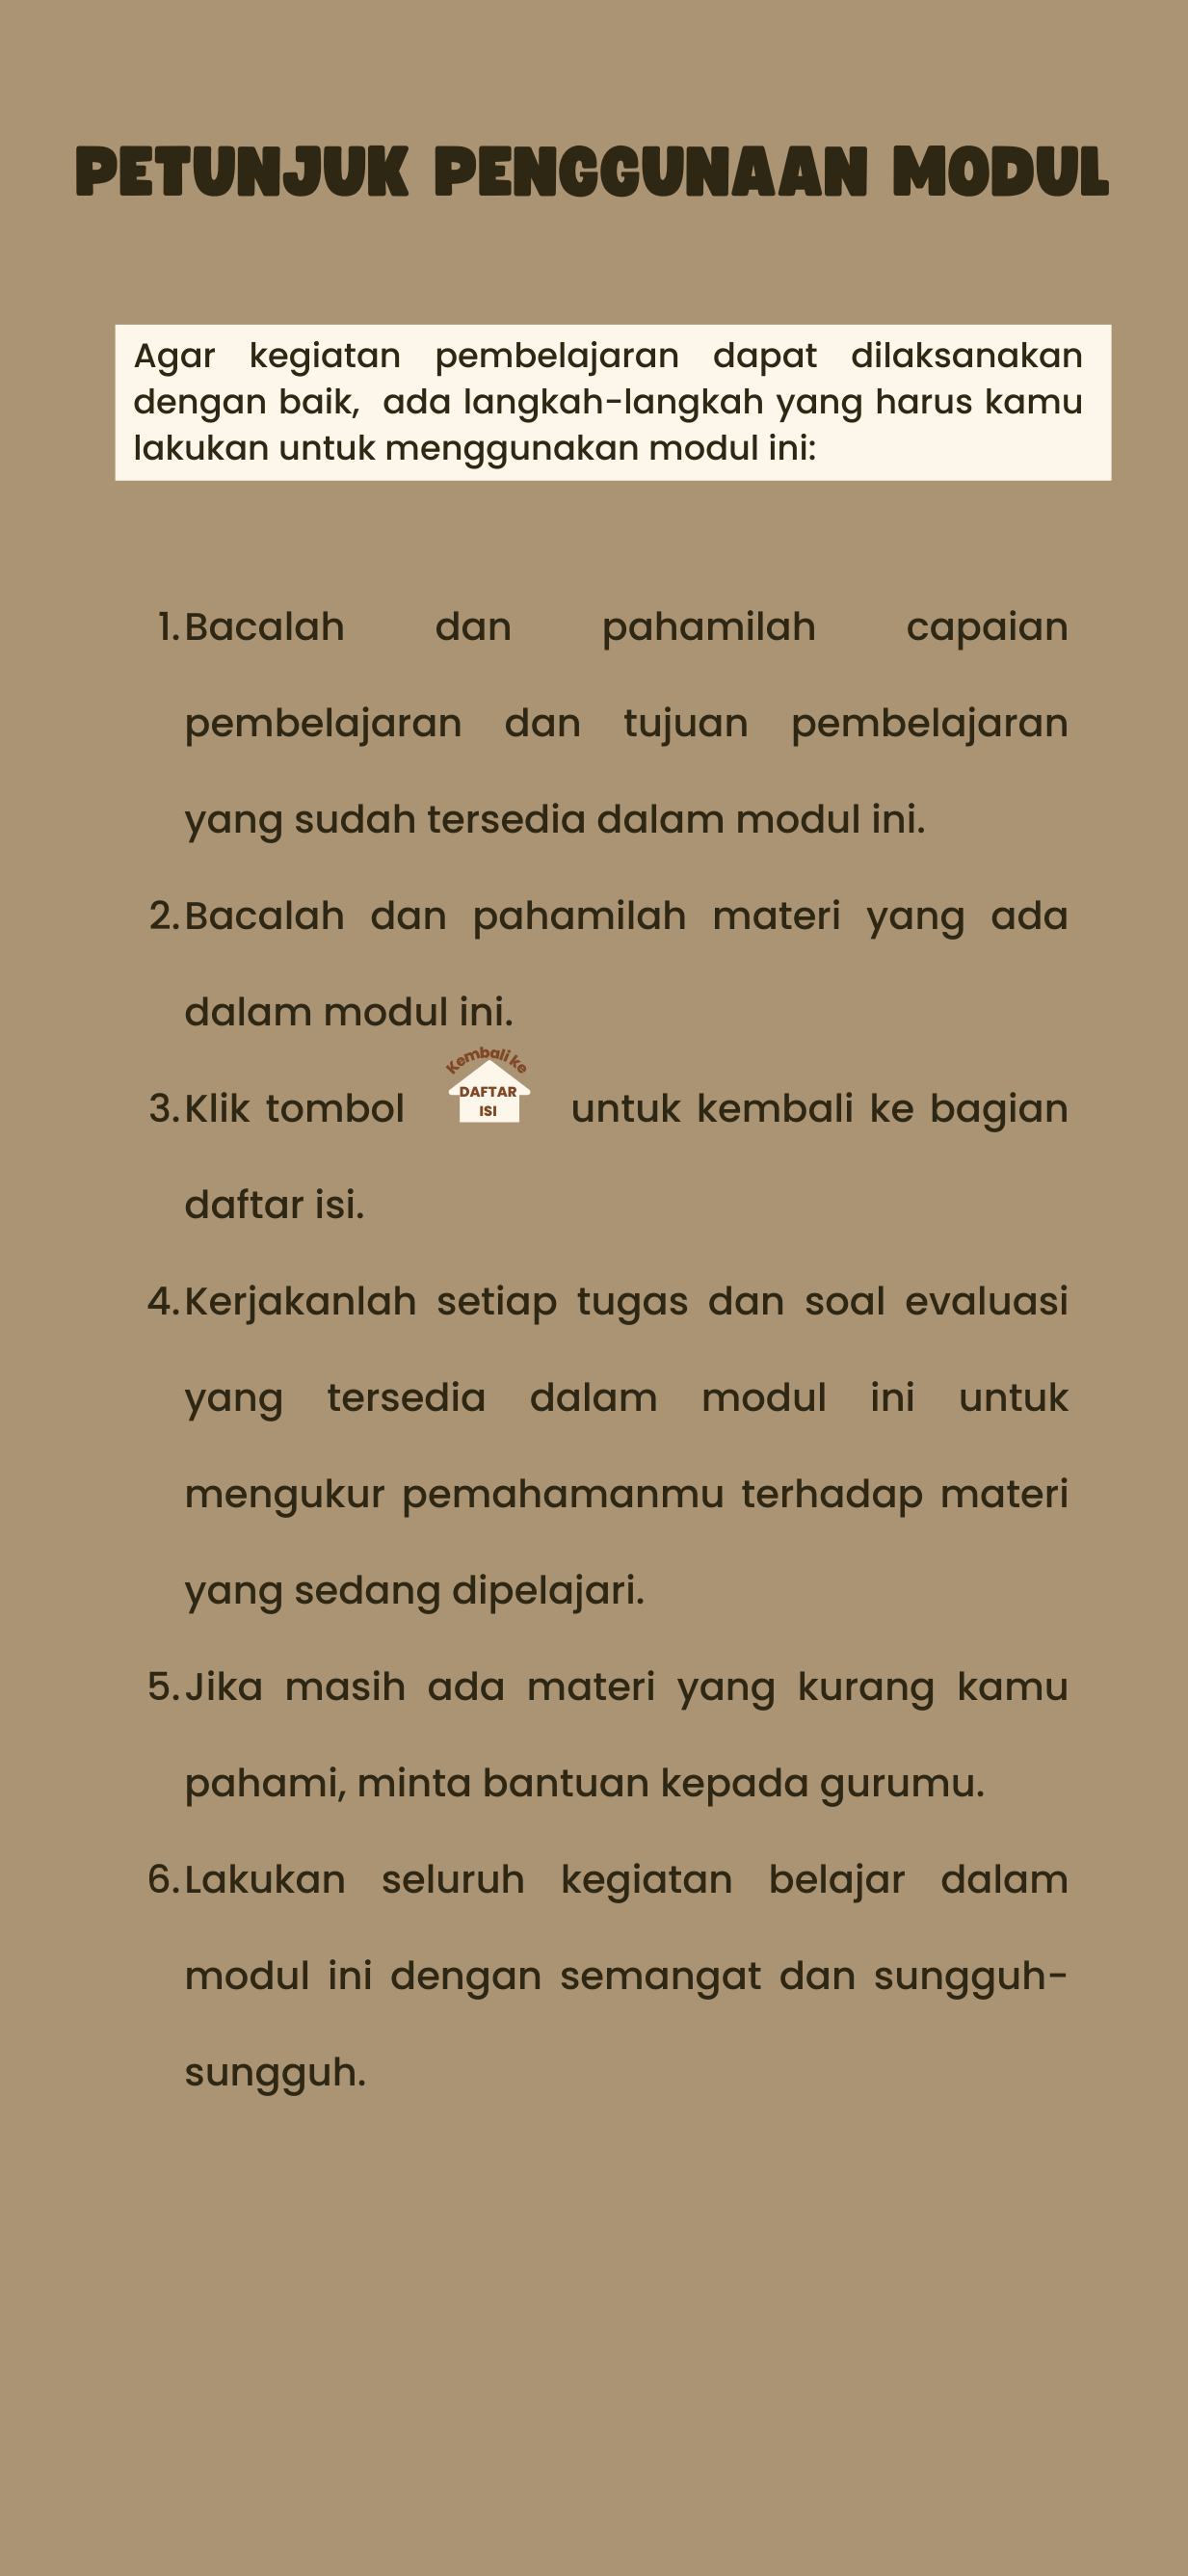 PETUNJUK PENGGUNAAN MODUL
Agar kegiatan pembelajaran dapat dilaksanakan
dengan baik, ada langkah-langkah yang harus kamu
lakukan untuk menggunakan modul ini:
1. Bacalah dan pahamilah capaian
pembelajaran dan tujuan pembelajaran
yang sudah tersedia dalam modul ini.
2. Bacalah dan pahamilah materi yang ada
dalam modul ini.
Kembali ke
DAFTAR
ISI
3. Klik tombol untuk kembali ke bagian
daftar isi.
4. Kerjakanlah setiap tugas dan soal evaluasi
yang tersedia dalam modul ini untuk
mengukur pemahamanmu terhadap materi
yang sedang dipelajari.
5. Jika masih ada materi yang kurang kamu
pahami, minta bantuan kepada gurumu.
6. Lakukan seluruh kegiatan belajar dalam
modul ini dengan semangat dan sungguh-
sungguh.